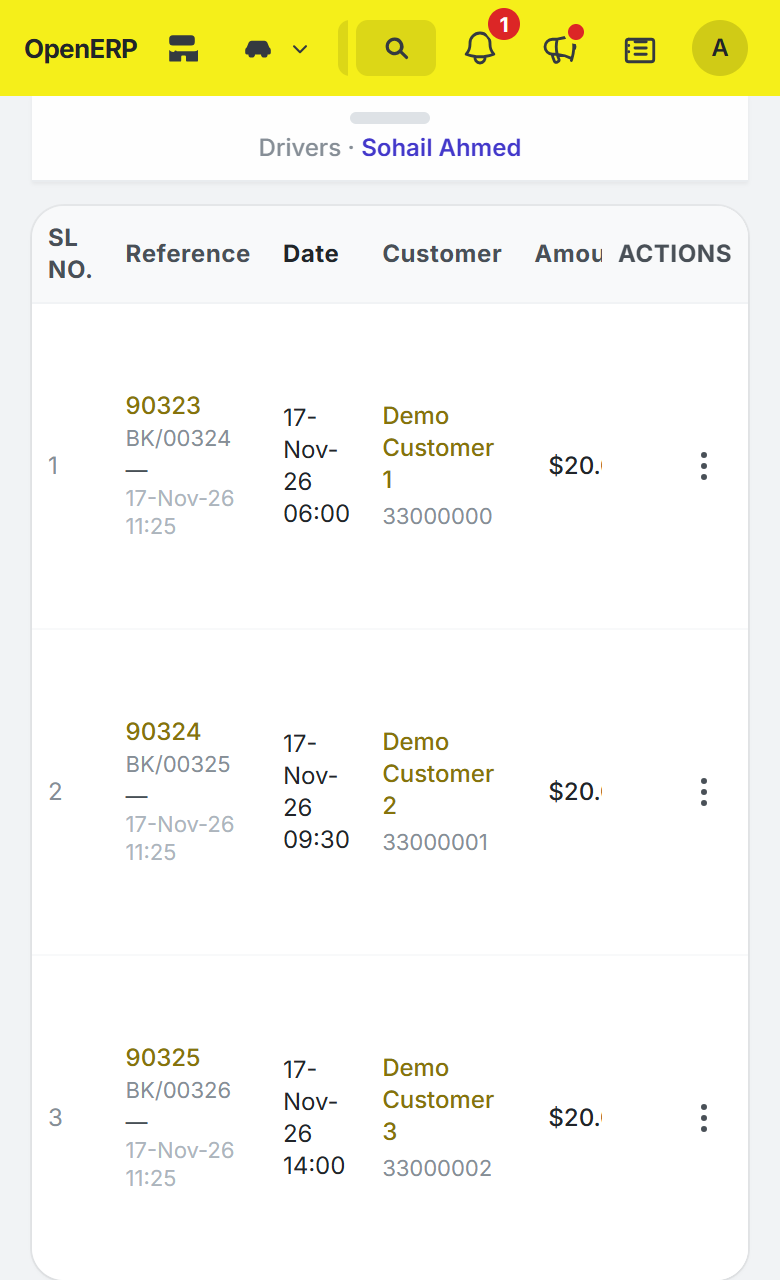 OpenERP
1
A
Drivers · Sohail Ahmed
SL NO. Reference Date Customer Amou ACTIONS
1
90323
BK/00324
—
17-Nov-26
11:25
17-
Nov-
26
06:00
Demo
Customer
1
33000000
$20.
2
90324
BK/00325
—
17-Nov-26
11:25
17-
Nov-
26
09:30
Demo
Customer
2
33000001
$20.
3
90325
BK/00326
—
17-Nov-26
11:25
17-
Nov-
26
14:00
Demo
Customer
3
33000002
$20.